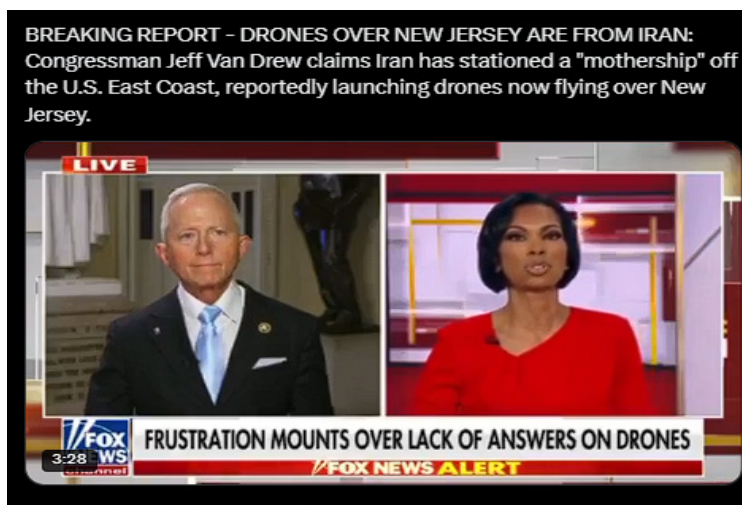 BREAKING REPORT – DRONES OVER NEW JERSEY ARE FROM IRAN:
Congressman Jeff Van Drew claims Iran has stationed a "mothership" off
the U.S. East Coast, reportedly launching drones now flying over New
Jersey.
LIVE
FOX
FRUSTRATION MOUNTS OVER LACK OF ANSWERS ON DRONES
3:28
WS
channel
FOX NEWS ALERT